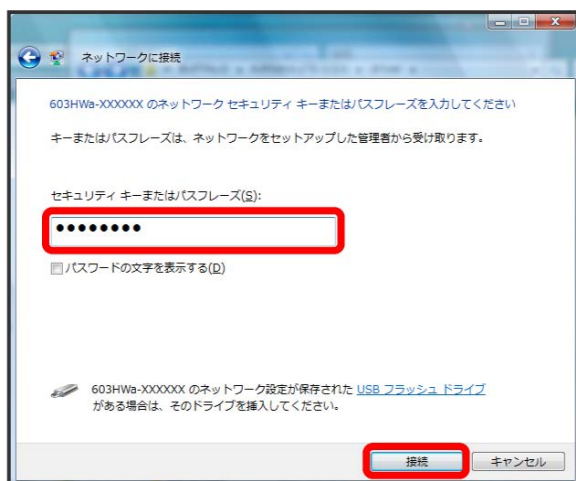 ネットワークに接続
603HWa-XXXXXX のネットワーク セキュリティ キーまたはパスフレーズを入力してください
キーまたはパスフレーズは、ネットワークをセットアップした管理者から受け取ります。
セキュリティ キーまたはパスフレーズ(S):
●●●●●●●●
パスワードの文字を表示する(D)
603HWa-XXXXXX のネットワーク設定が保存された USB フラッシュ ドライブ
がある場合は、そのドライブを挿入してください。
接続
キャンセル